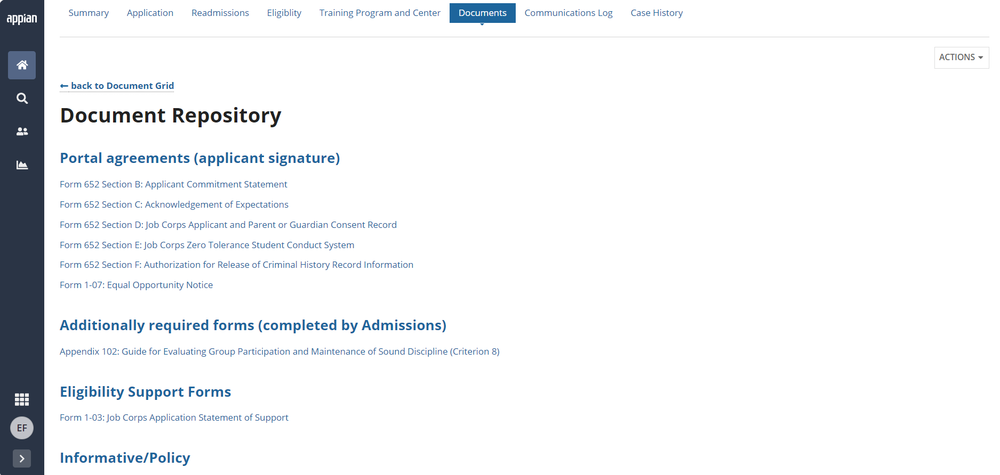 appian
Summary Application Readmissions Eligiblity Training Program and Center Documents Communications Log Case History
ACTIONS
back to Document Grid
Document Repository
Portal agreements (applicant signature)
Form 652 Section B: Applicant Commitment Statement
Form 652 Section C: Acknowledgement of Expectations
Form 652 Section D: Job Corps Applicant and Parent or Guardian Consent Record
Form 652 Section E: Job Corps Zero Tolerance Student Conduct System
Form 652 Section F: Authorization for Release of Criminal History Record Information
Form 1-07: Equal Opportunity Notice
Additionally required forms (completed by Admissions)
Appendix 102: Guide for Evaluating Group Participation and Maintenance of Sound Discipline (Criterion 8)
Eligibility Support Forms
Form 1-03: Job Corps Application Statement of Support
EF
Informative/Policy